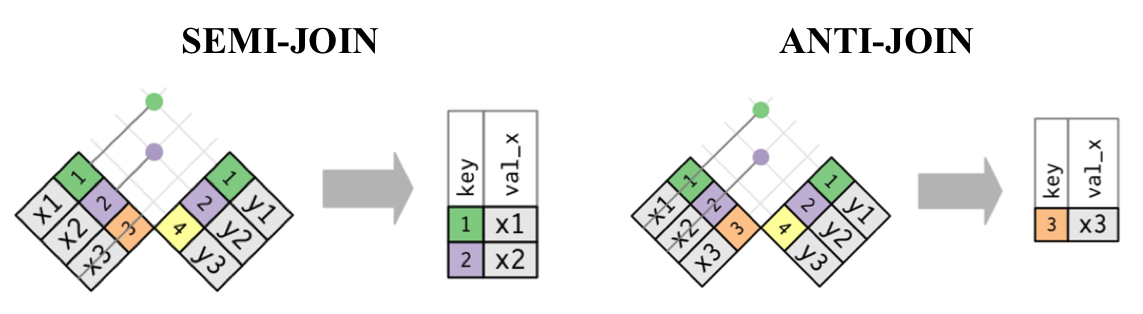 SEMI-JOIN
1 x1
2 x2
3 x3
1 y1
2 y2
4 y3
key val_x
1 x1
2 x2
ANTI-JOIN
1 x1
2 x2
3 x3
1 y1
2 y2
4 y3
key val_x
3 x3